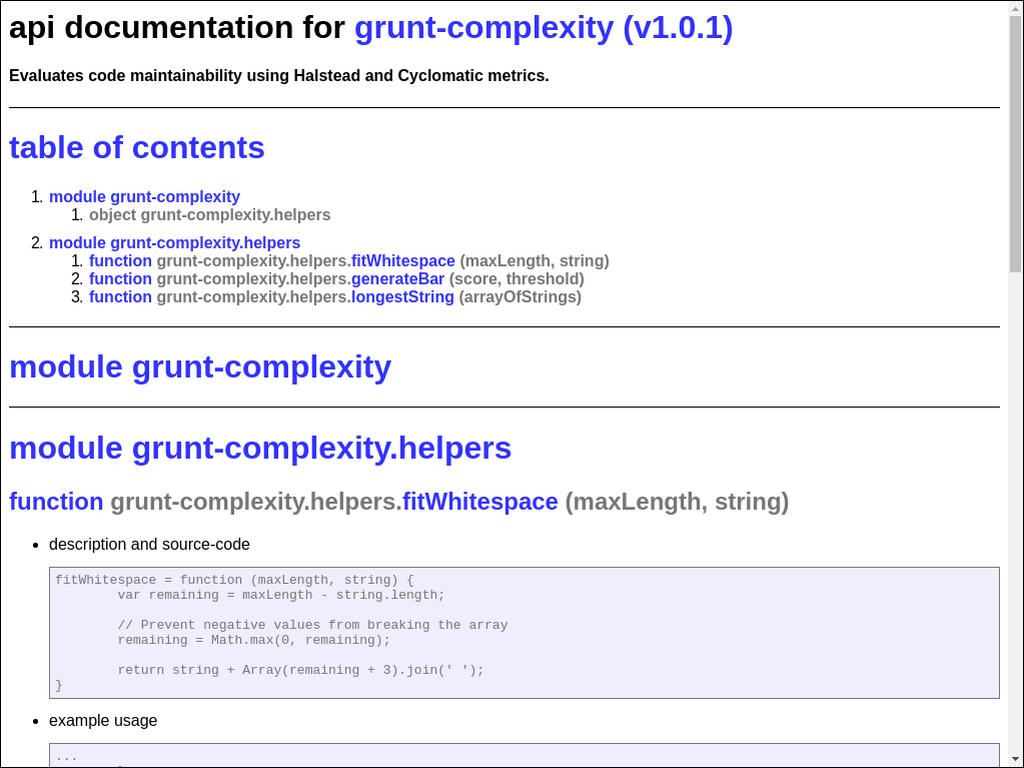 api documentation for grunt-complexity (v1.0.1)
Evaluates code maintainability using Halstead and Cyclomatic metrics.
table of contents
1. module grunt-complexity
1. object grunt-complexity.helpers
2. module grunt-complexity.helpers
1. function grunt-complexity.helpers.fitWhitespace (maxLength, string)
2. function grunt-complexity.helpers.generateBar (score, threshold)
3. function grunt-complexity.helpers.longestString (arrayOfStrings)
module grunt-complexity
module grunt-complexity.helpers
function grunt-complexity.helpers.fitWhitespace (maxLength, string)
• description and source-code
fitWhitespace = function (maxLength, string) {
var remaining = maxLength - string.length;
// Prevent negative values from breaking the array
remaining = Math.max(0, remaining);
return string + Array(remaining + 3).join(' ');
}
• example usage
...